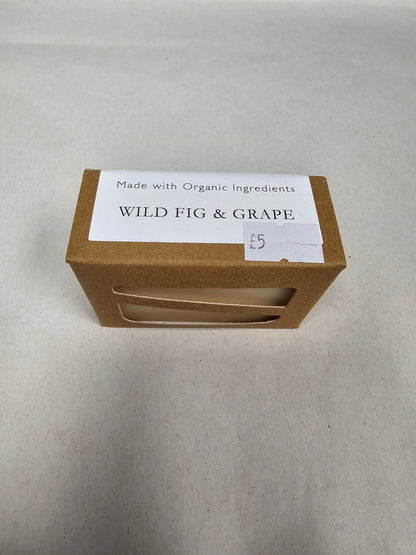 Made with Organic Ingredients
WILD FIG & GRAPE
£5